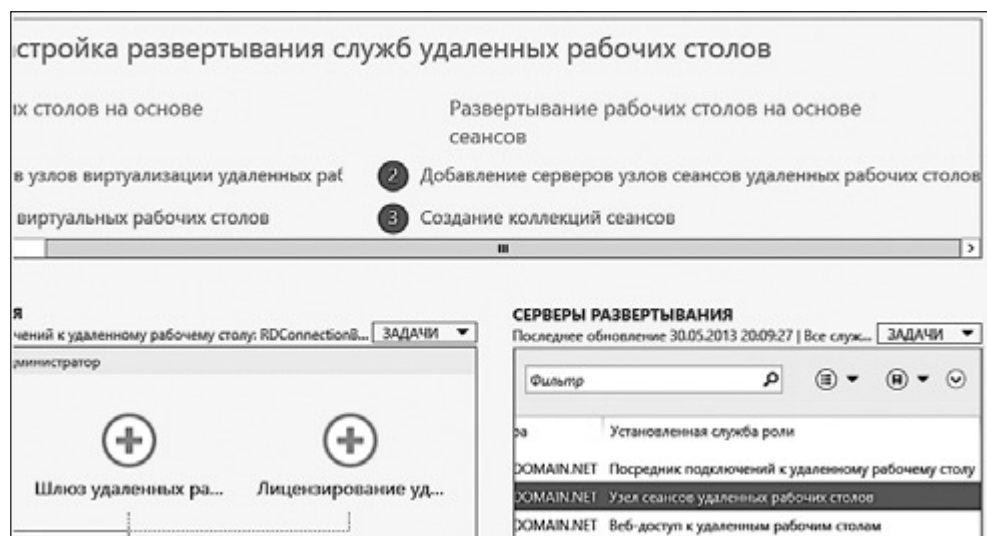 стройка развертывания служб удаленных рабочих столов
их столов на основе
Развертывание рабочих столов на основе
сеансов
в узлов виртуализации удаленных раб
2 Добавление серверов узлов сеансов удаленных рабочих столов
виртуальных рабочих столов
3 Создание коллекций сеансов
Я
чений к удаленному рабочему столу: RDConnectionB... ЗАДАЧИ
дминистратор
Шлюз удаленных ра...
Лицензирование уд...
СЕРВЕРЫ РАЗВЕРТЫВАНИЯ
Последнее обновление 30.05.2013 20:09:27 | Все служ... ЗАДАЧИ
Фильтр
ра Установленная служба роли
DOMAIN.NET Посредник подключений к удаленному рабочему столу
DOMAIN.NET Узел сеансов удаленных рабочих столов
DOMAIN.NET Веб-доступ к удаленным рабочим столам